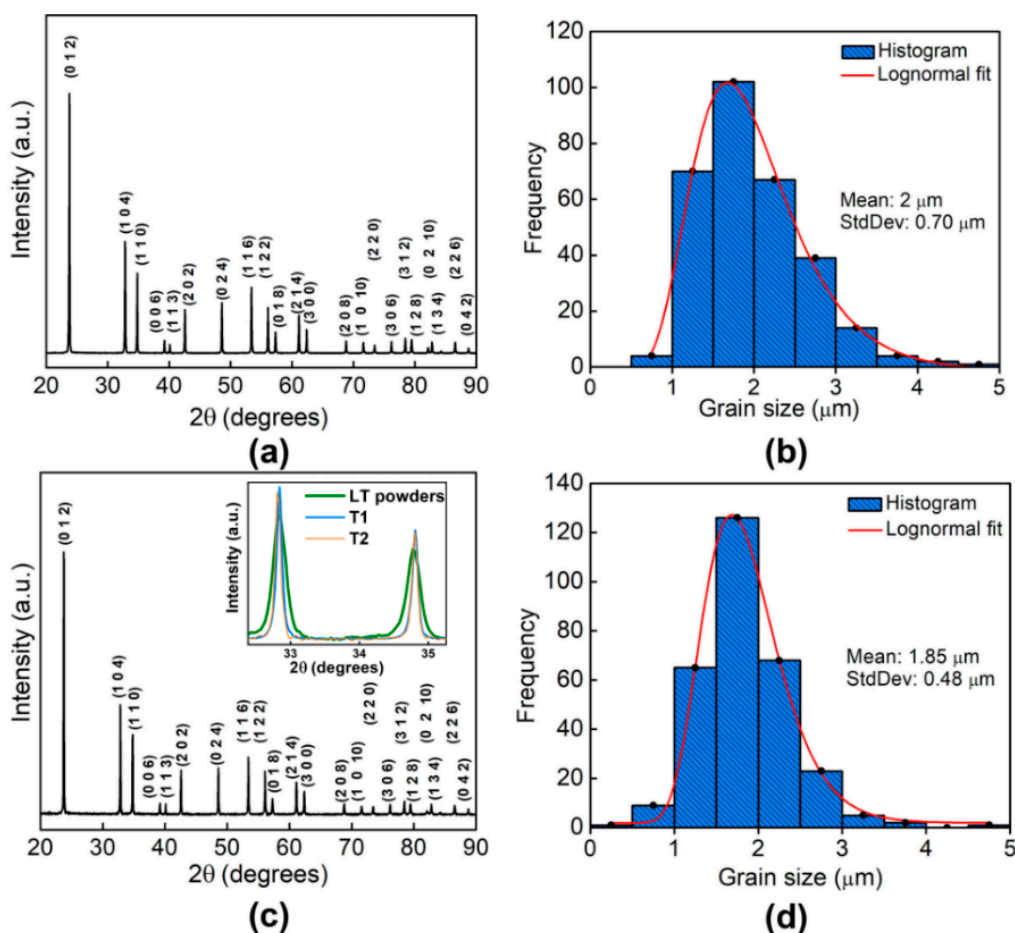 Intensity (a.u.)
(0 1 2)
(1 0 4)
(1 1 0)
(0 0 6)
(1 1 3)
(2 0 2)
(0 2 4)
(1 1 6)
(1 2 2)
(0 1 8)
(2 1 4)
(3 0 0)
(2 0 8)
(1 0 10)
(2 2 0)
(3 0 6)
(3 1 2)
(1 2 8)
(0 2 10)
(1 3 4)
(2 2 6)
(0 4 2)
20 30 40 50 60 70 80 90
2θ (degrees)
(a)
Frequency
120
100
80
60
40
20
0
Histogram
Lognormal fit
Mean: 2 μm
StdDev: 0.70 μm
0 1 2 3 4 5
Grain size (μm)
(b)
Intensity (a.u.)
(0 1 2)
(1 0 4)
(1 1 0)
(0 0 6)
(1 1 3)
(2 0 2)
(0 2 4)
(1 1 6)
(1 2 2)
(0 1 8)
(2 1 4)
(3 0 0)
(2 0 8)
(1 0 10)
(2 2 0)
(3 0 6)
(3 1 2)
(1 2 8)
(0 2 10)
(1 3 4)
(2 2 6)
(0 4 2)
Intensity (a.u.)
LT powders
T1
T2
33 34 35
2θ (degrees)
20 30 40 50 60 70 80 90
2θ (degrees)
(c)
Frequency
140
120
100
80
60
40
20
0
Histogram
Lognormal fit
Mean: 1.85 μm
StdDev: 0.48 μm
0 1 2 3 4 5
Grain size (μm)
(d)